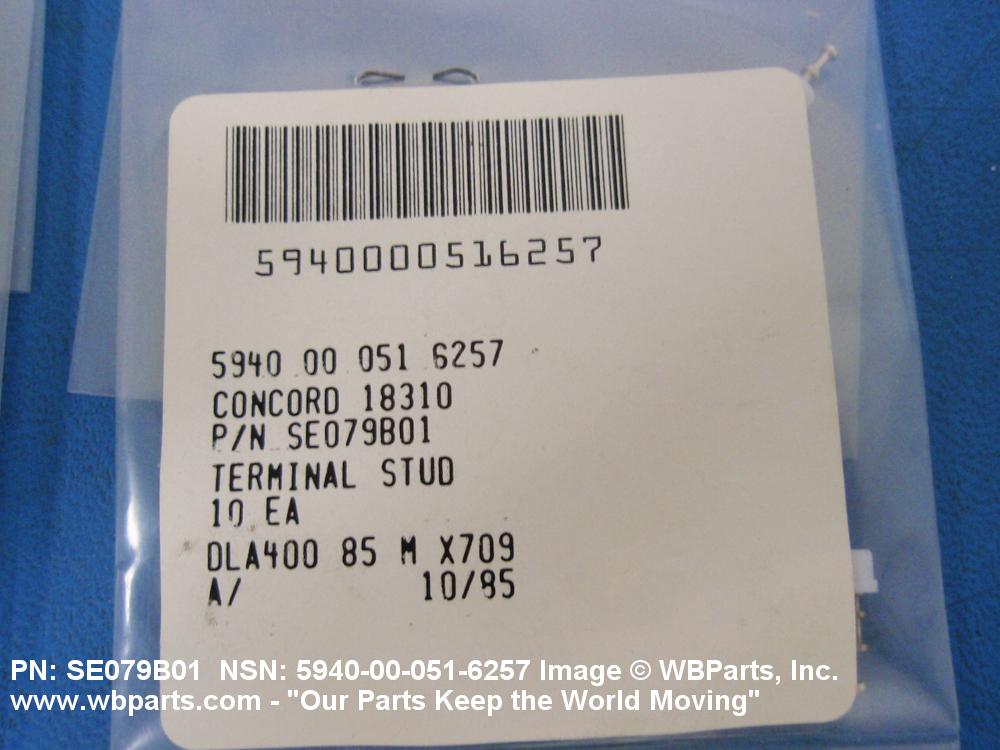 5940000516257
5940 00 051 6257
CONCORD 18310
P/N SE079B01
TERMINAL STUD
10 EA
DLA400 85 M X709
A/ 10/85
PN: SE079B01 NSN: 5940-00-051-6257 Image © WBParts, Inc.
www.wbparts.com - "Our Parts Keep the World Moving"